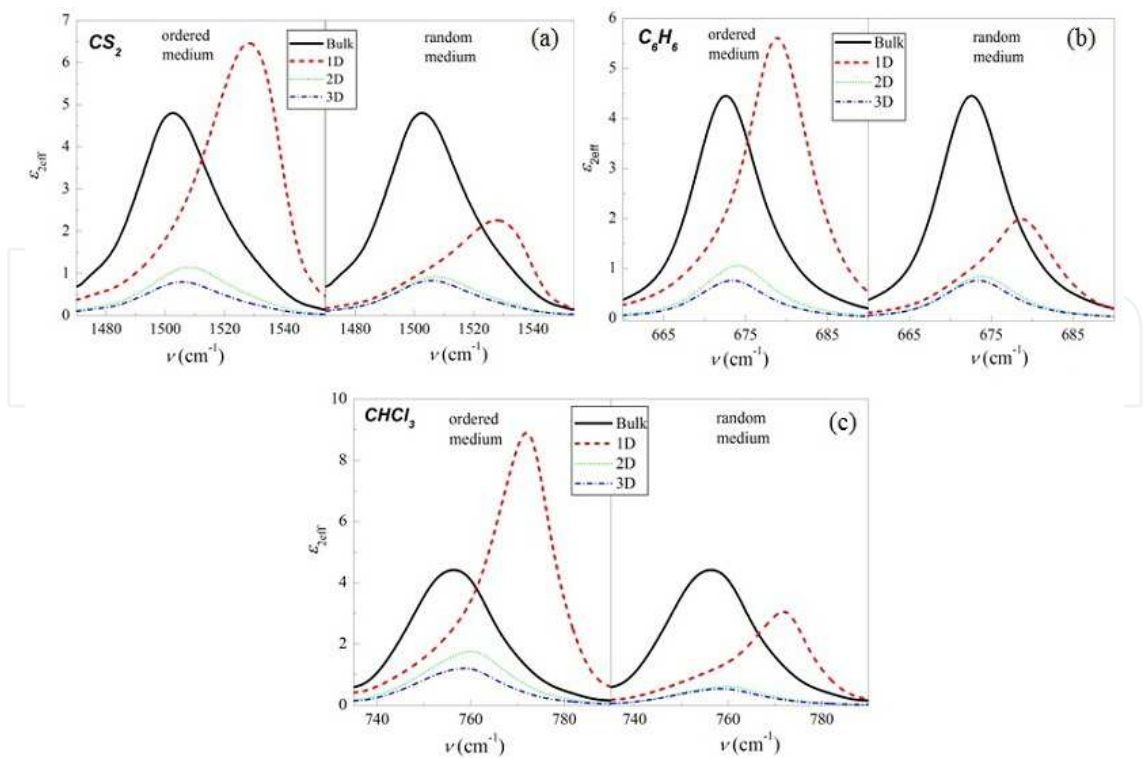 CS2
ordered
medium
Bulk
1D
2D
3D
random
medium
(a)
7
6
5
4
3
2
1
0
ε2eff
1480 1500 1520 1540 1480 1500 1520 1540
ν (cm-1) ν (cm-1)
C6H6
ordered
medium
Bulk
1D
2D
3D
random
medium
(b)
6
5
4
3
2
1
0
ε2eff
665 675 685 665 675 685
ν (cm-1) ν (cm-1)
CHCl3
ordered
medium
Bulk
1D
2D
3D
random
medium
(c)
10
8
6
4
2
0
ε2eff
740 760 780 740 760 780
ν (cm-1) ν (cm-1)